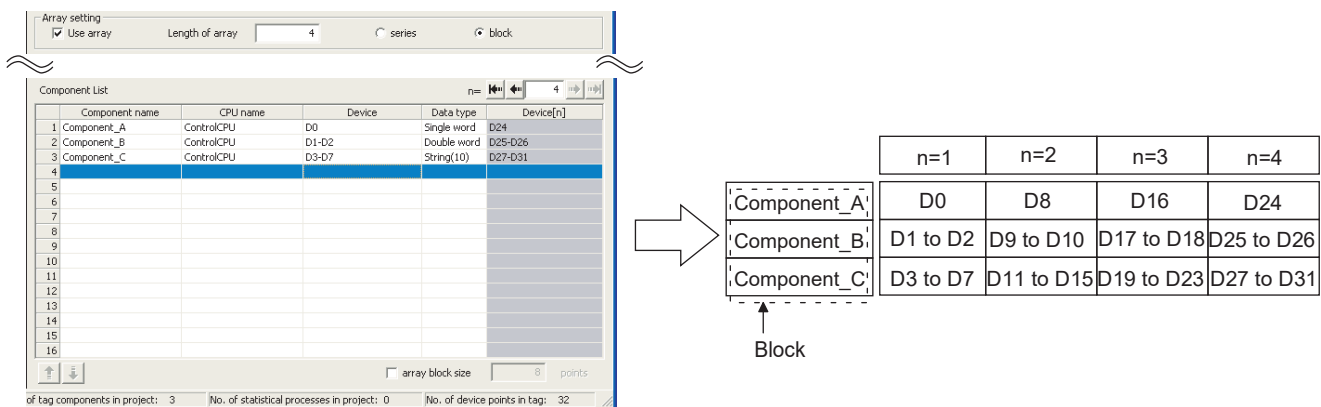 Array setting
Use array Length of array 4 series block
Component List n= 4
Component name CPU name Device Data type Device[n]
1 Component_A ControlCPU D0 Single word D24
2 Component_B ControlCPU D1-D2 Double word D25-D26
3 Component_C ControlCPU D3-D7 String(10) D27-D31
4
5
6
7
8
9
10
11
12
13
14
15
16
array block size 8 points
of tag components in project: 3 No. of statistical processes in project: 0 No. of device points in tag: 32
n=1 n=2 n=3 n=4
Component_A D0 D8 D16 D24
Component_B D1 to D2 D9 to D10 D17 to D18 D25 to D26
Component_C D3 to D7 D11 to D15 D19 to D23 D27 to D31
Block